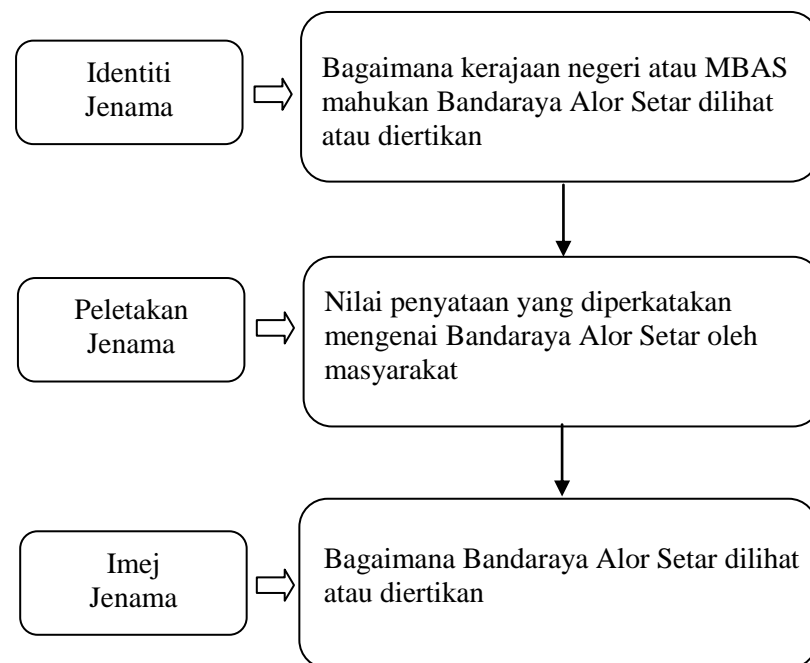 Identiti
Jenama
Bagaimana kerajaan negeri atau MBAS
mahukan Bandaraya Alor Setar dilihat
atau diertikan
Peletakan
Jenama
Nilai penyataan yang diperkatakan
mengenai Bandaraya Alor Setar oleh
masyarakat
Imej
Jenama
Bagaimana Bandaraya Alor Setar dilihat
atau diertikan